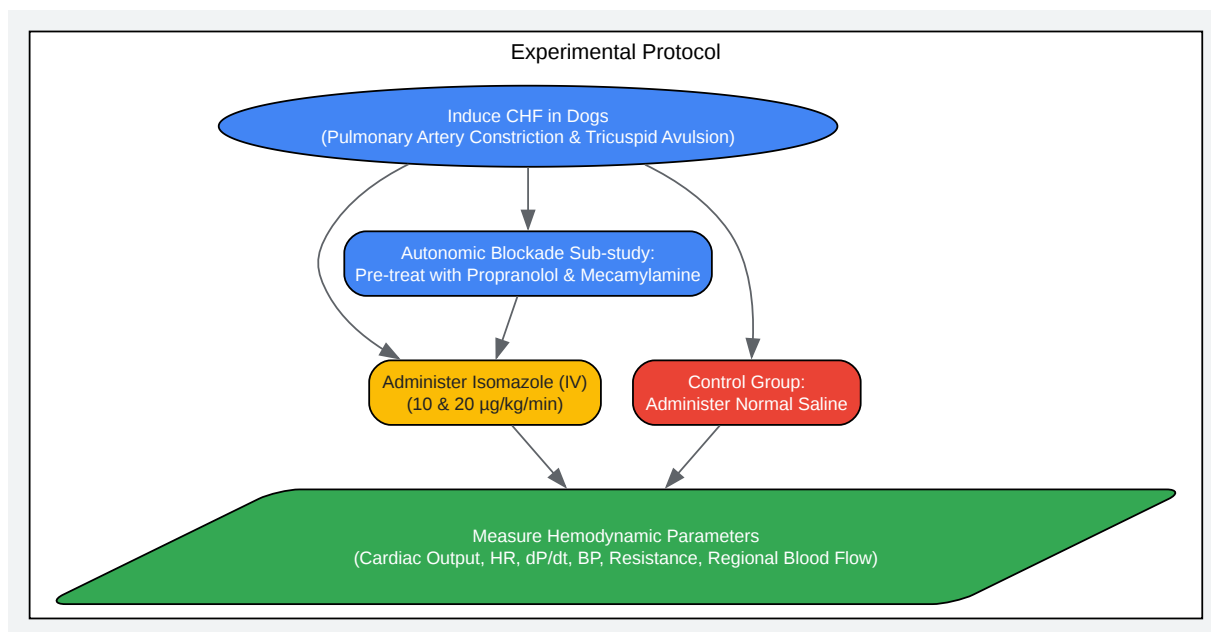 Experimental Protocol
Induce CHF in Dogs
(Pulmonary Artery Constriction & Tricuspid Avulsion)
Autonomic Blockade Sub-study:
Pre-treat with Propranolol & Mecamylamine
Administer Isomazole (IV)
(10 & 20 µg/kg/min)
Control Group:
Administer Normal Saline
Measure Hemodynamic Parameters
(Cardiac Output, HR, dP/dt, BP, Resistance, Regional Blood Flow)